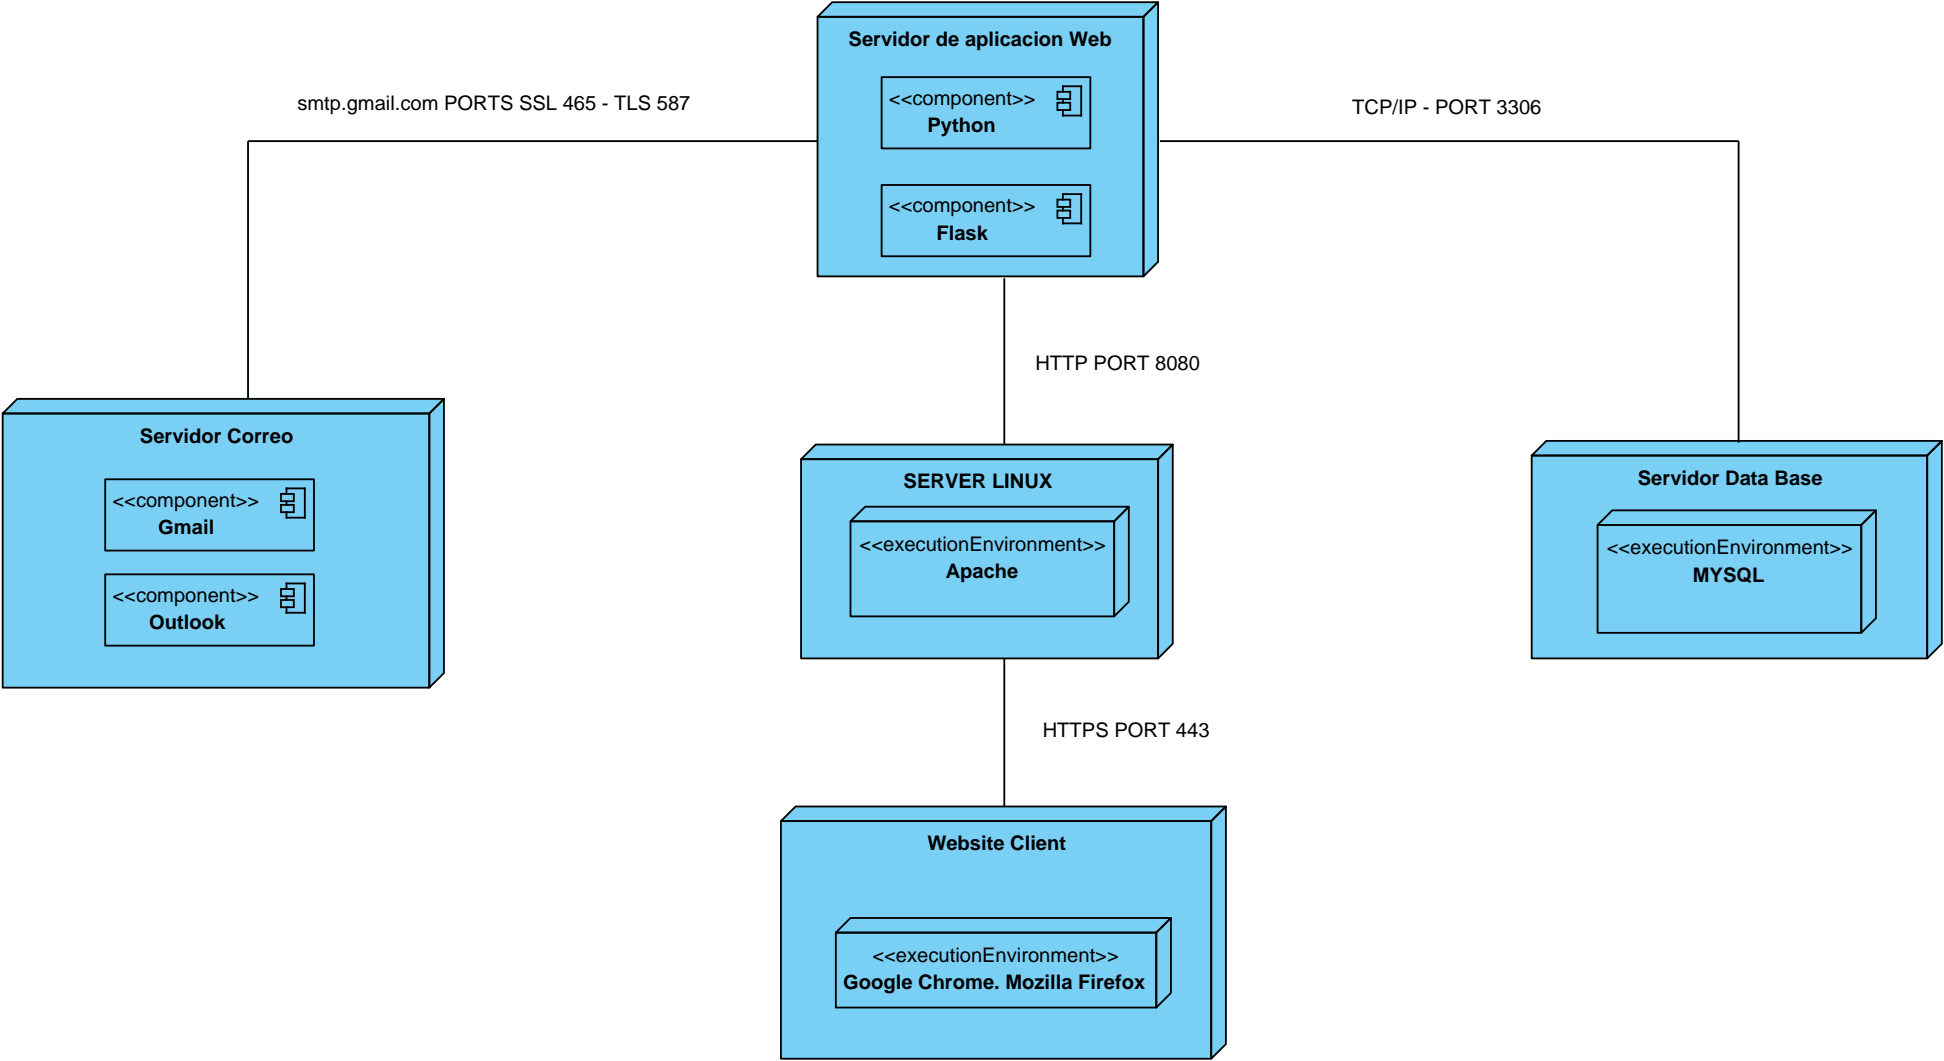 Servidor de aplicacion Web
<<component>>
Python
<<component>>
Flask
smtp.gmail.com PORTS SSL 465 - TLS 587
TCP/IP - PORT 3306
HTTP PORT 8080
Servidor Correo
<<component>>
Gmail
<<component>>
Outlook
SERVER LINUX
<<executionEnvironment>>
Apache
Servidor Data Base
<<executionEnvironment>>
MYSQL
HTTPS PORT 443
Website Client
<<executionEnvironment>>
Google Chrome. Mozilla Firefox